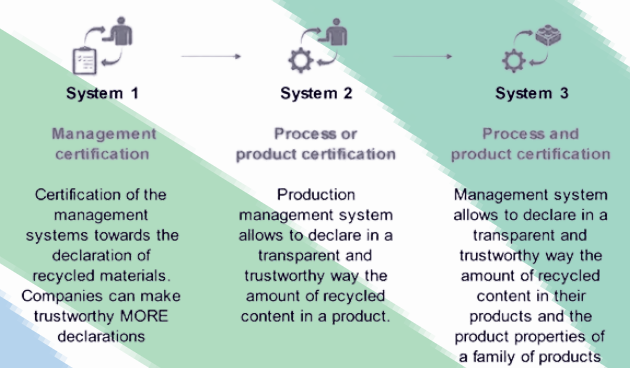 System 1
Management
certification
Certification of the
management
systems towards the
declaration of
recycled materials.
Companies can make
trustworthy MORE
declarations
System 2
Process or
product certification
Production
management system
allows to declare in a
transparent and
trustworthy way the
amount of recycled
content in a product.
System 3
Process and
product certification
Management system
allows to declare in a
transparent and
trustworthy way the
amount of recycled
content in their
products and the
product properties of
a family of products